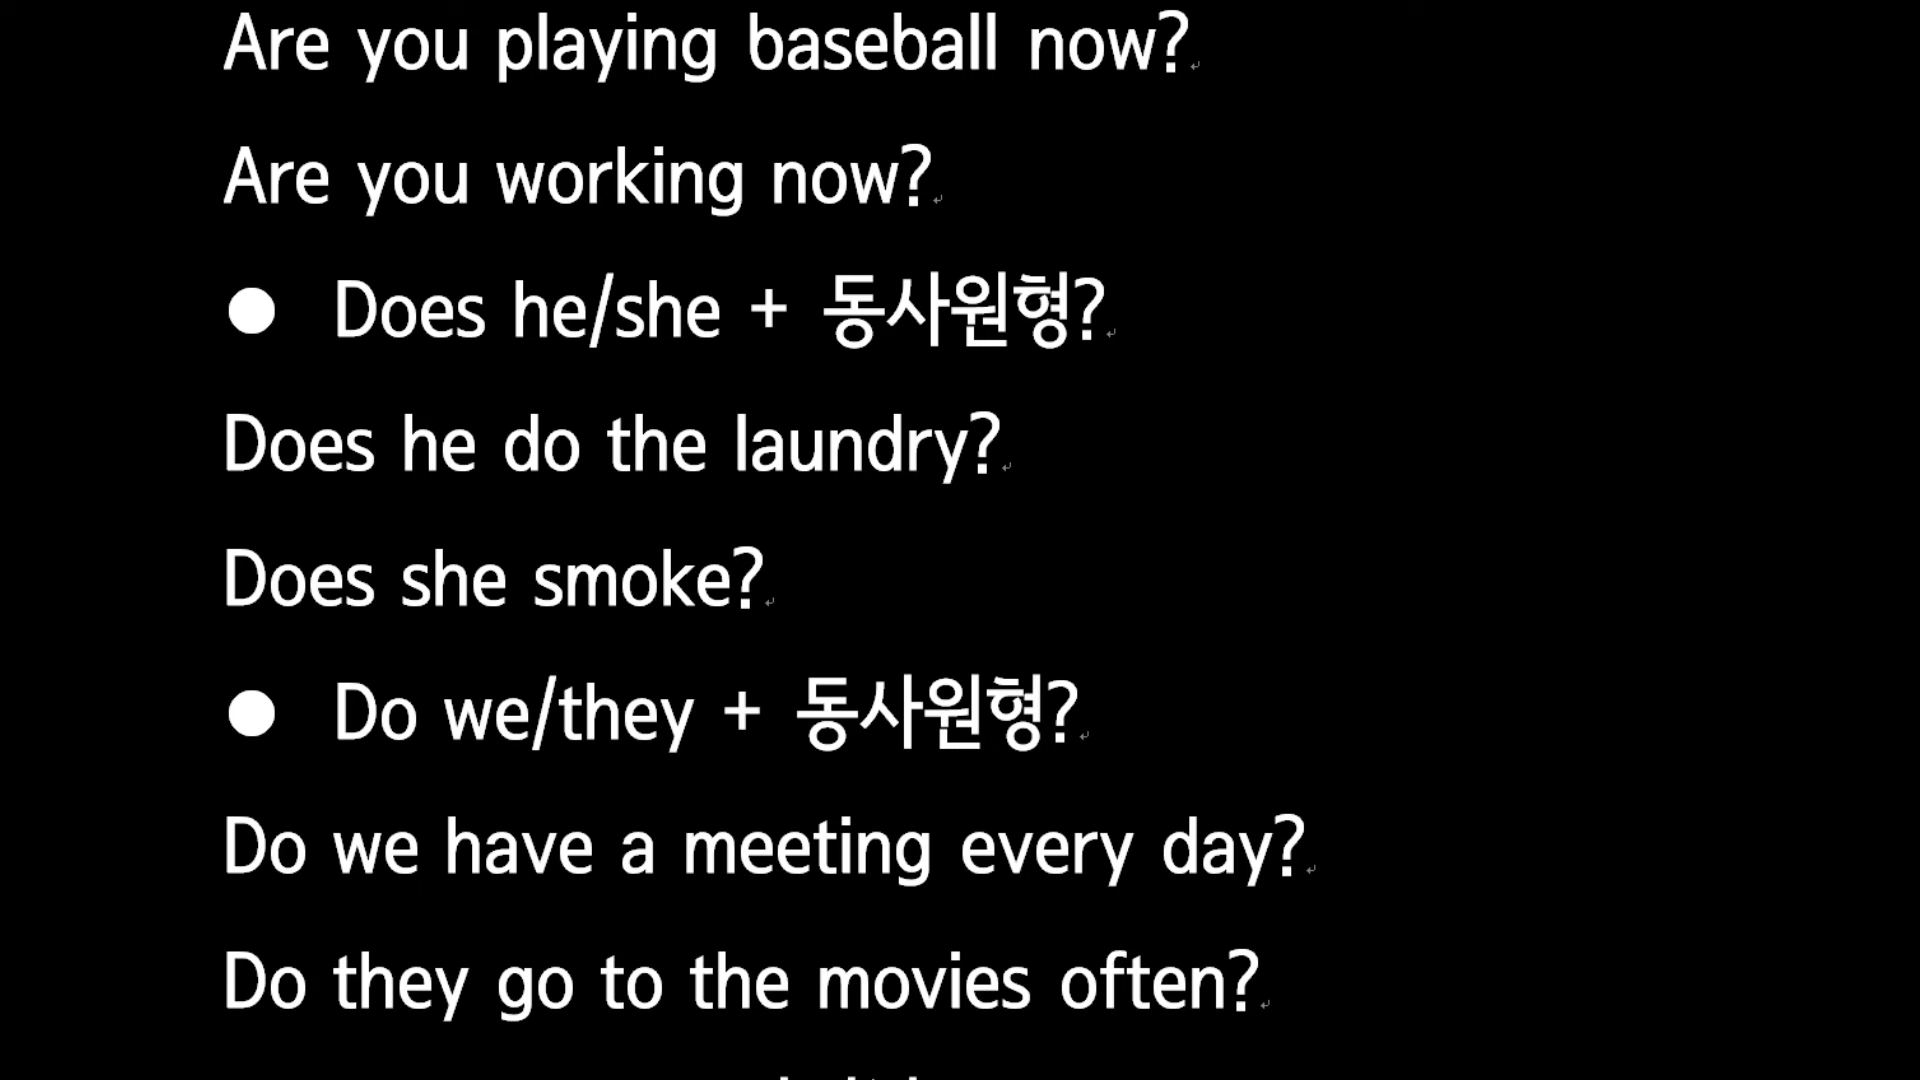 Are you playing baseball now?
Are you working now?
● Does he/she + 동사원형?
Does he do the laundry?
Does she smoke?
● Do we/they + 동사원형?
Do we have a meeting every day?
Do they go to the movies often?